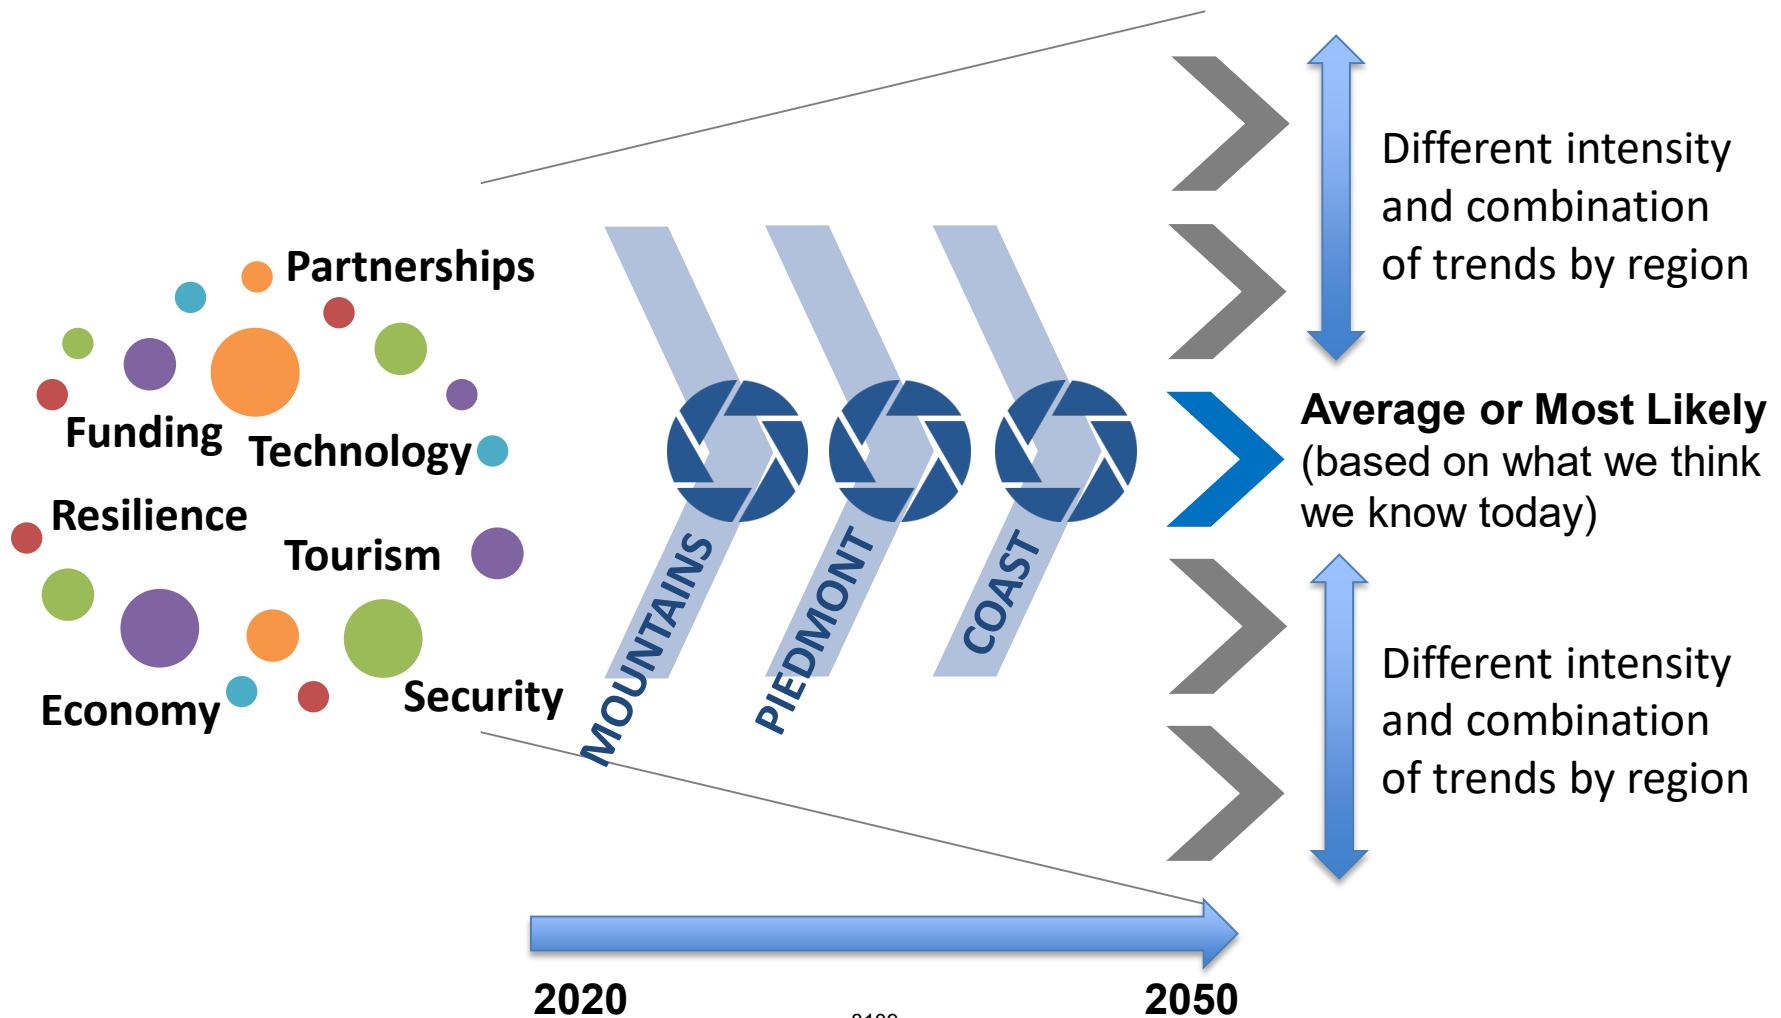 Partnerships
Funding
Technology
Resilience
Tourism
Economy
Security
MOUNTAINS
PIEDMONT
COAST
Different intensity
and combination
of trends by region
Average or Most Likely
(based on what we think
we know today)
Different intensity
and combination
of trends by region
2020
2050